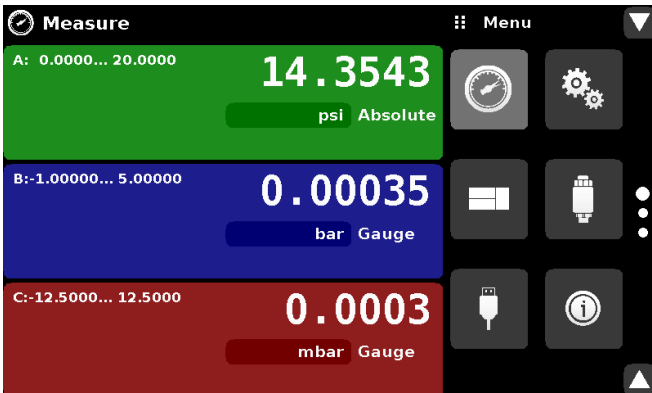 Measure
Menu
A: 0.0000... 20.0000
14.3543
psi Absolute
B:-1.00000... 5.00000
0.00035
bar Gauge
C:-12.5000... 12.5000
0.0003
mbar Gauge